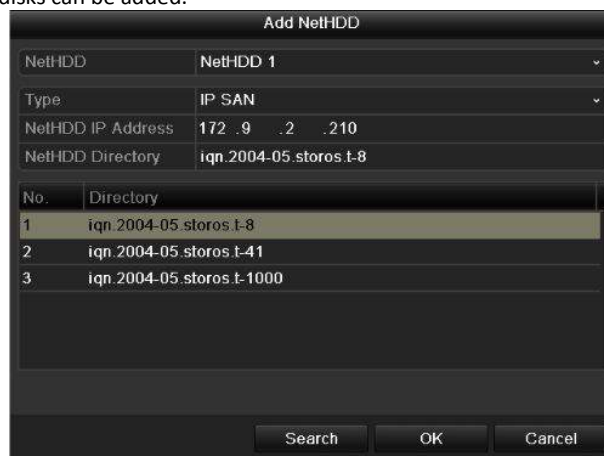 disks can be added.
Add NetHDD
NetHDD NetHDD 1
Type IP SAN
NetHDD IP Address 172 .9 .2 .210
NetHDD Directory iqn.2004-05.storos.t-8
No. Directory
1 iqn.2004-05.storos.t-8
2 iqn.2004-05.storos.t-41
3 iqn.2004-05.storos.t-1000
Search OK Cancel